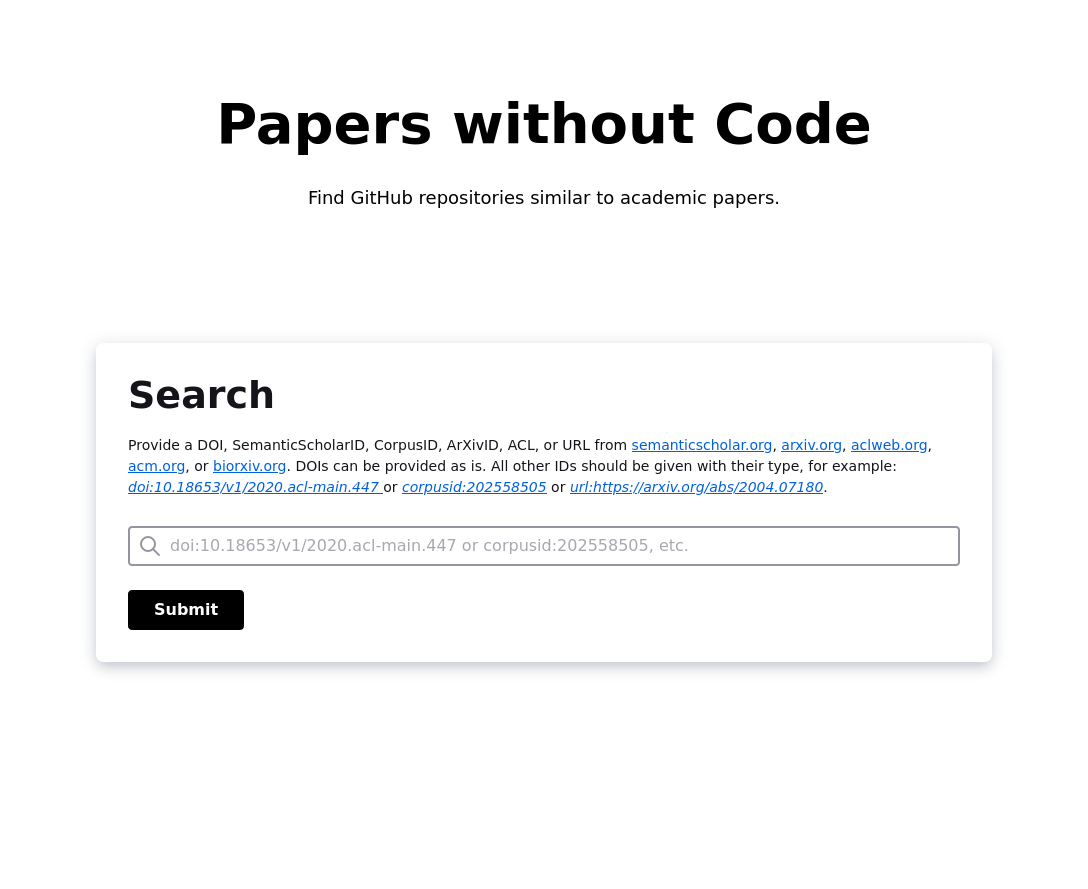 Papers without Code
Find GitHub repositories similar to academic papers.
Search
Provide a DOI, SemanticScholarID, CorpusID, ArXivID, ACL, or URL from semanticscholar.org, arxiv.org, aclweb.org,
acm.org, or biorxiv.org. DOIs can be provided as is. All other IDs should be given with their type, for example:
doi:10.18653/v1/2020.acl-main.447 or corpusid:202558505 or url:https://arxiv.org/abs/2004.07180.
doi:10.18653/v1/2020.acl-main.447 or corpusid:202558505, etc.
Submit